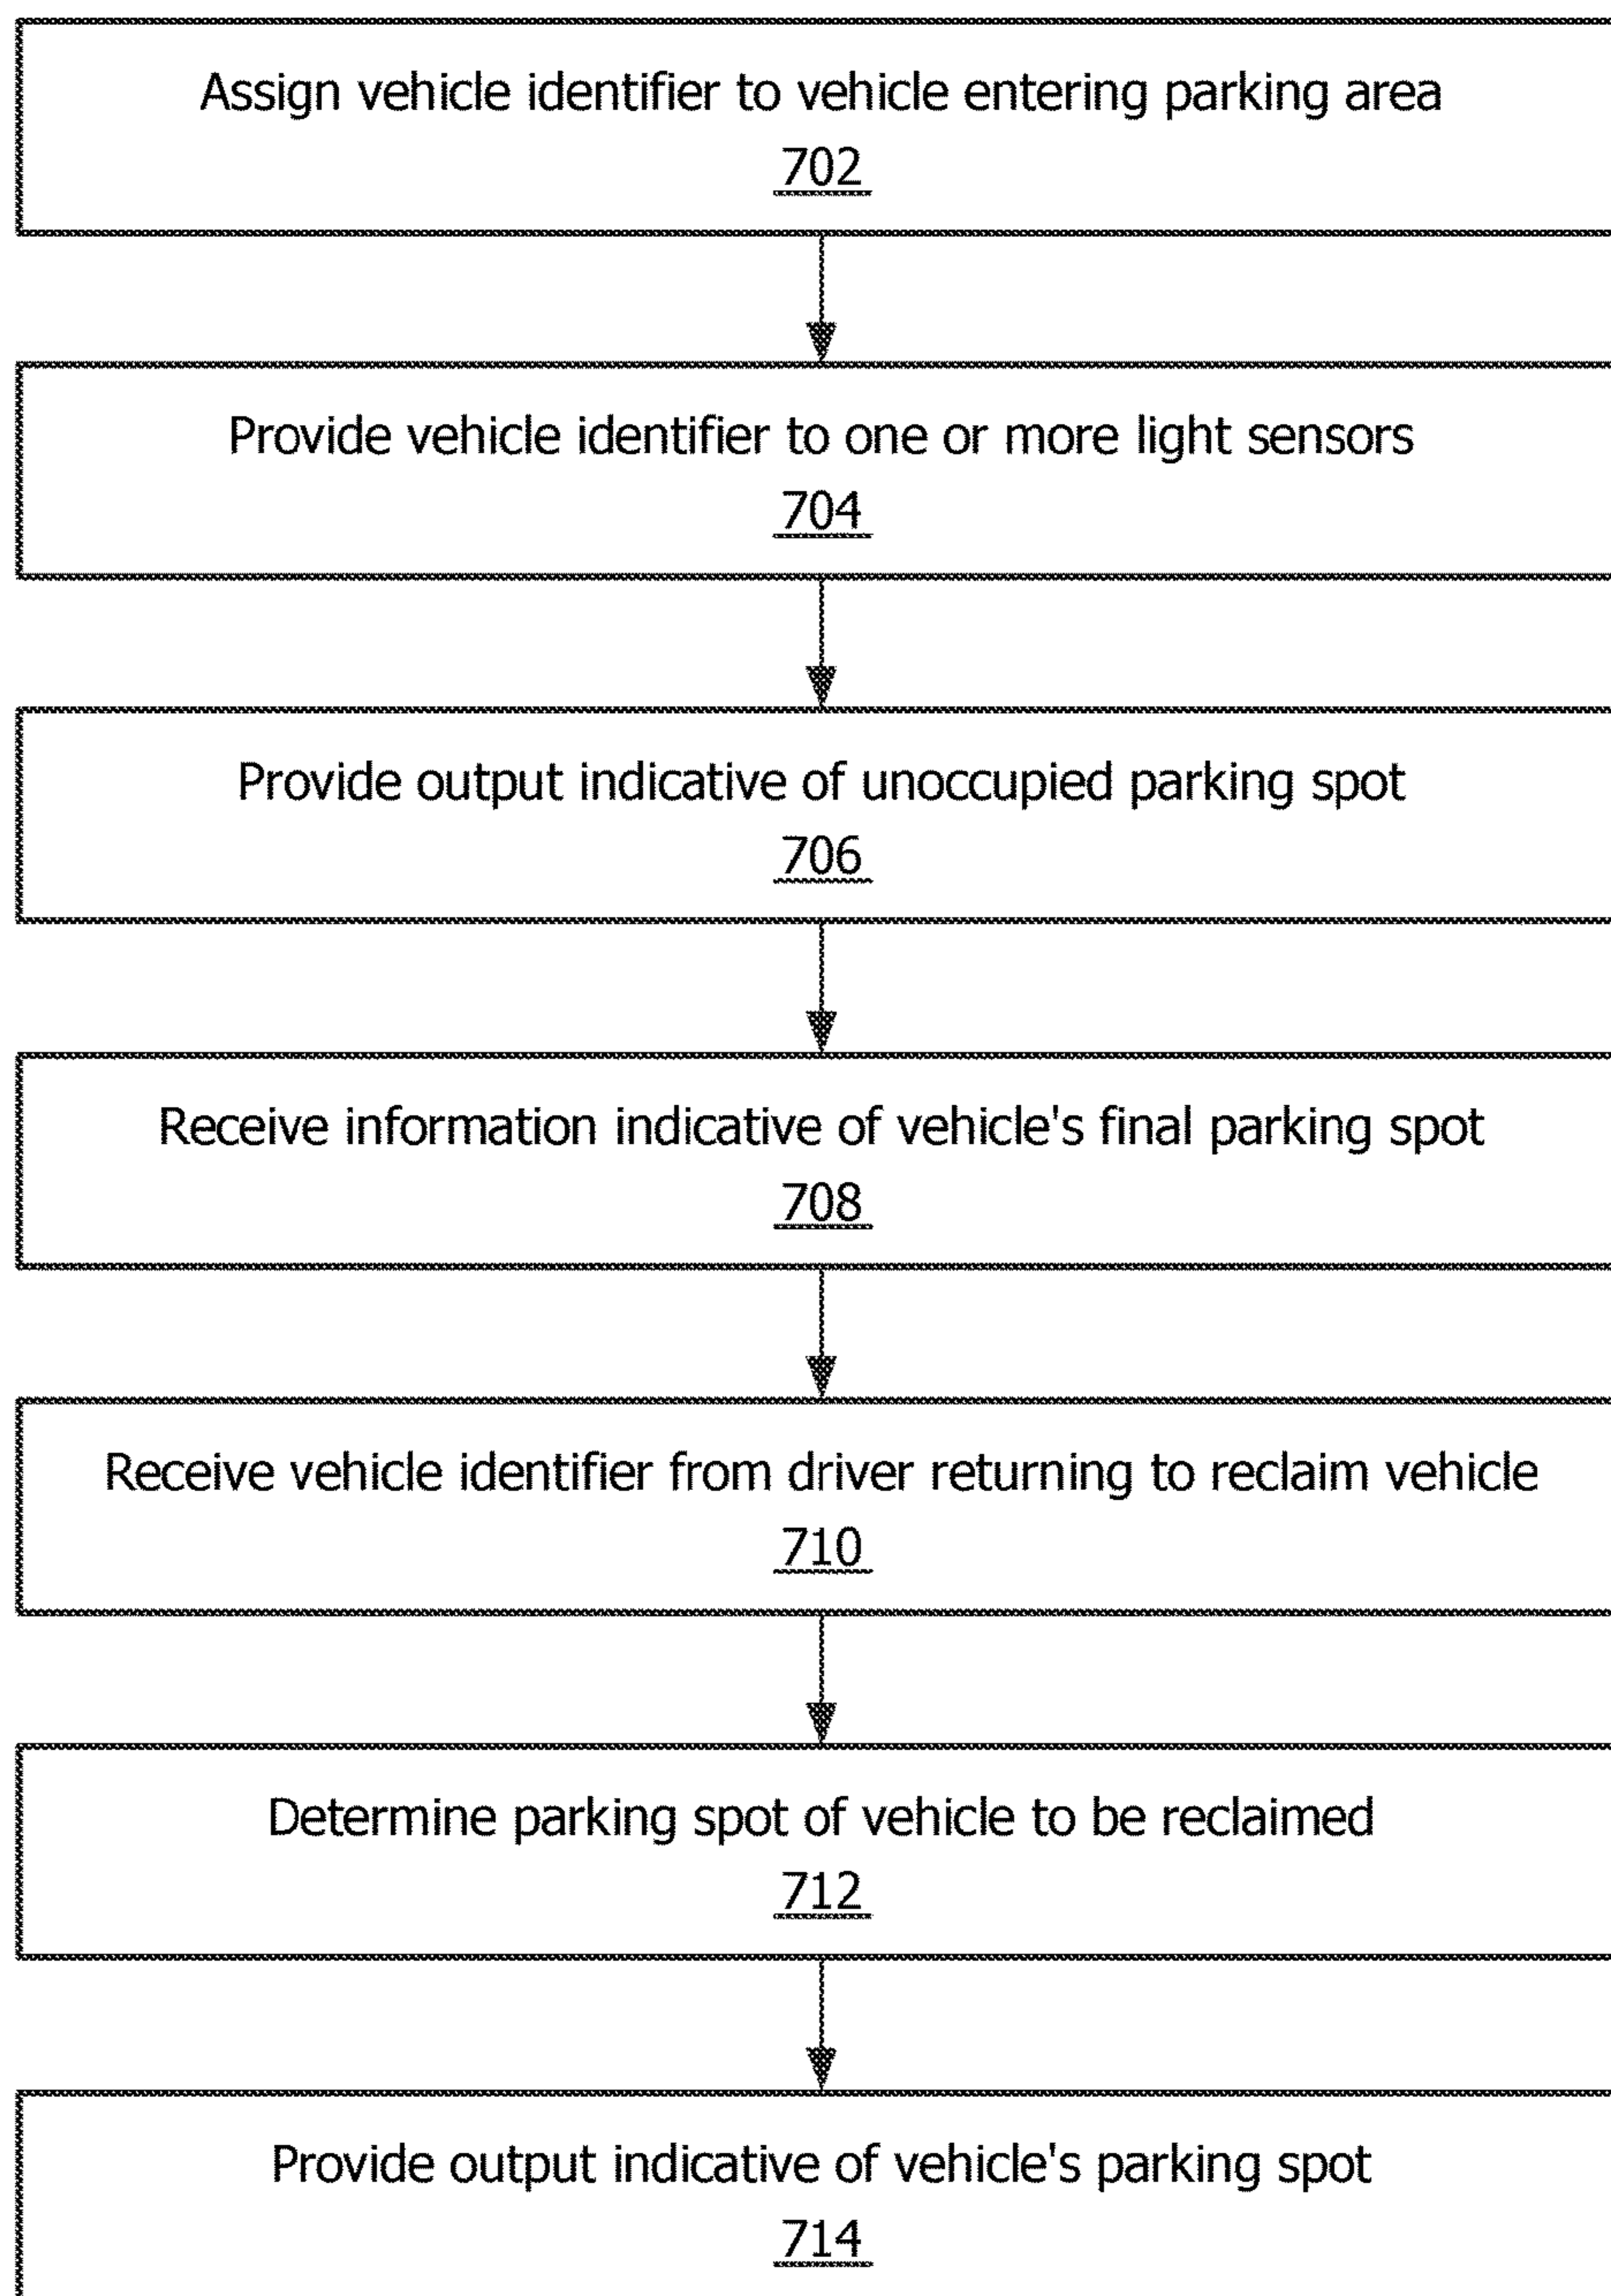 Assign vehicle identifier to vehicle entering parking area
702
Provide vehicle identifier to one or more light sensors
704
Provide output indicative of unoccupied parking spot
706
Receive information indicative of vehicle's final parking spot
708
Receive vehicle identifier from driver returning to reclaim vehicle
710
Determine parking spot of vehicle to be reclaimed
712
Provide output indicative of vehicle's parking spot
714